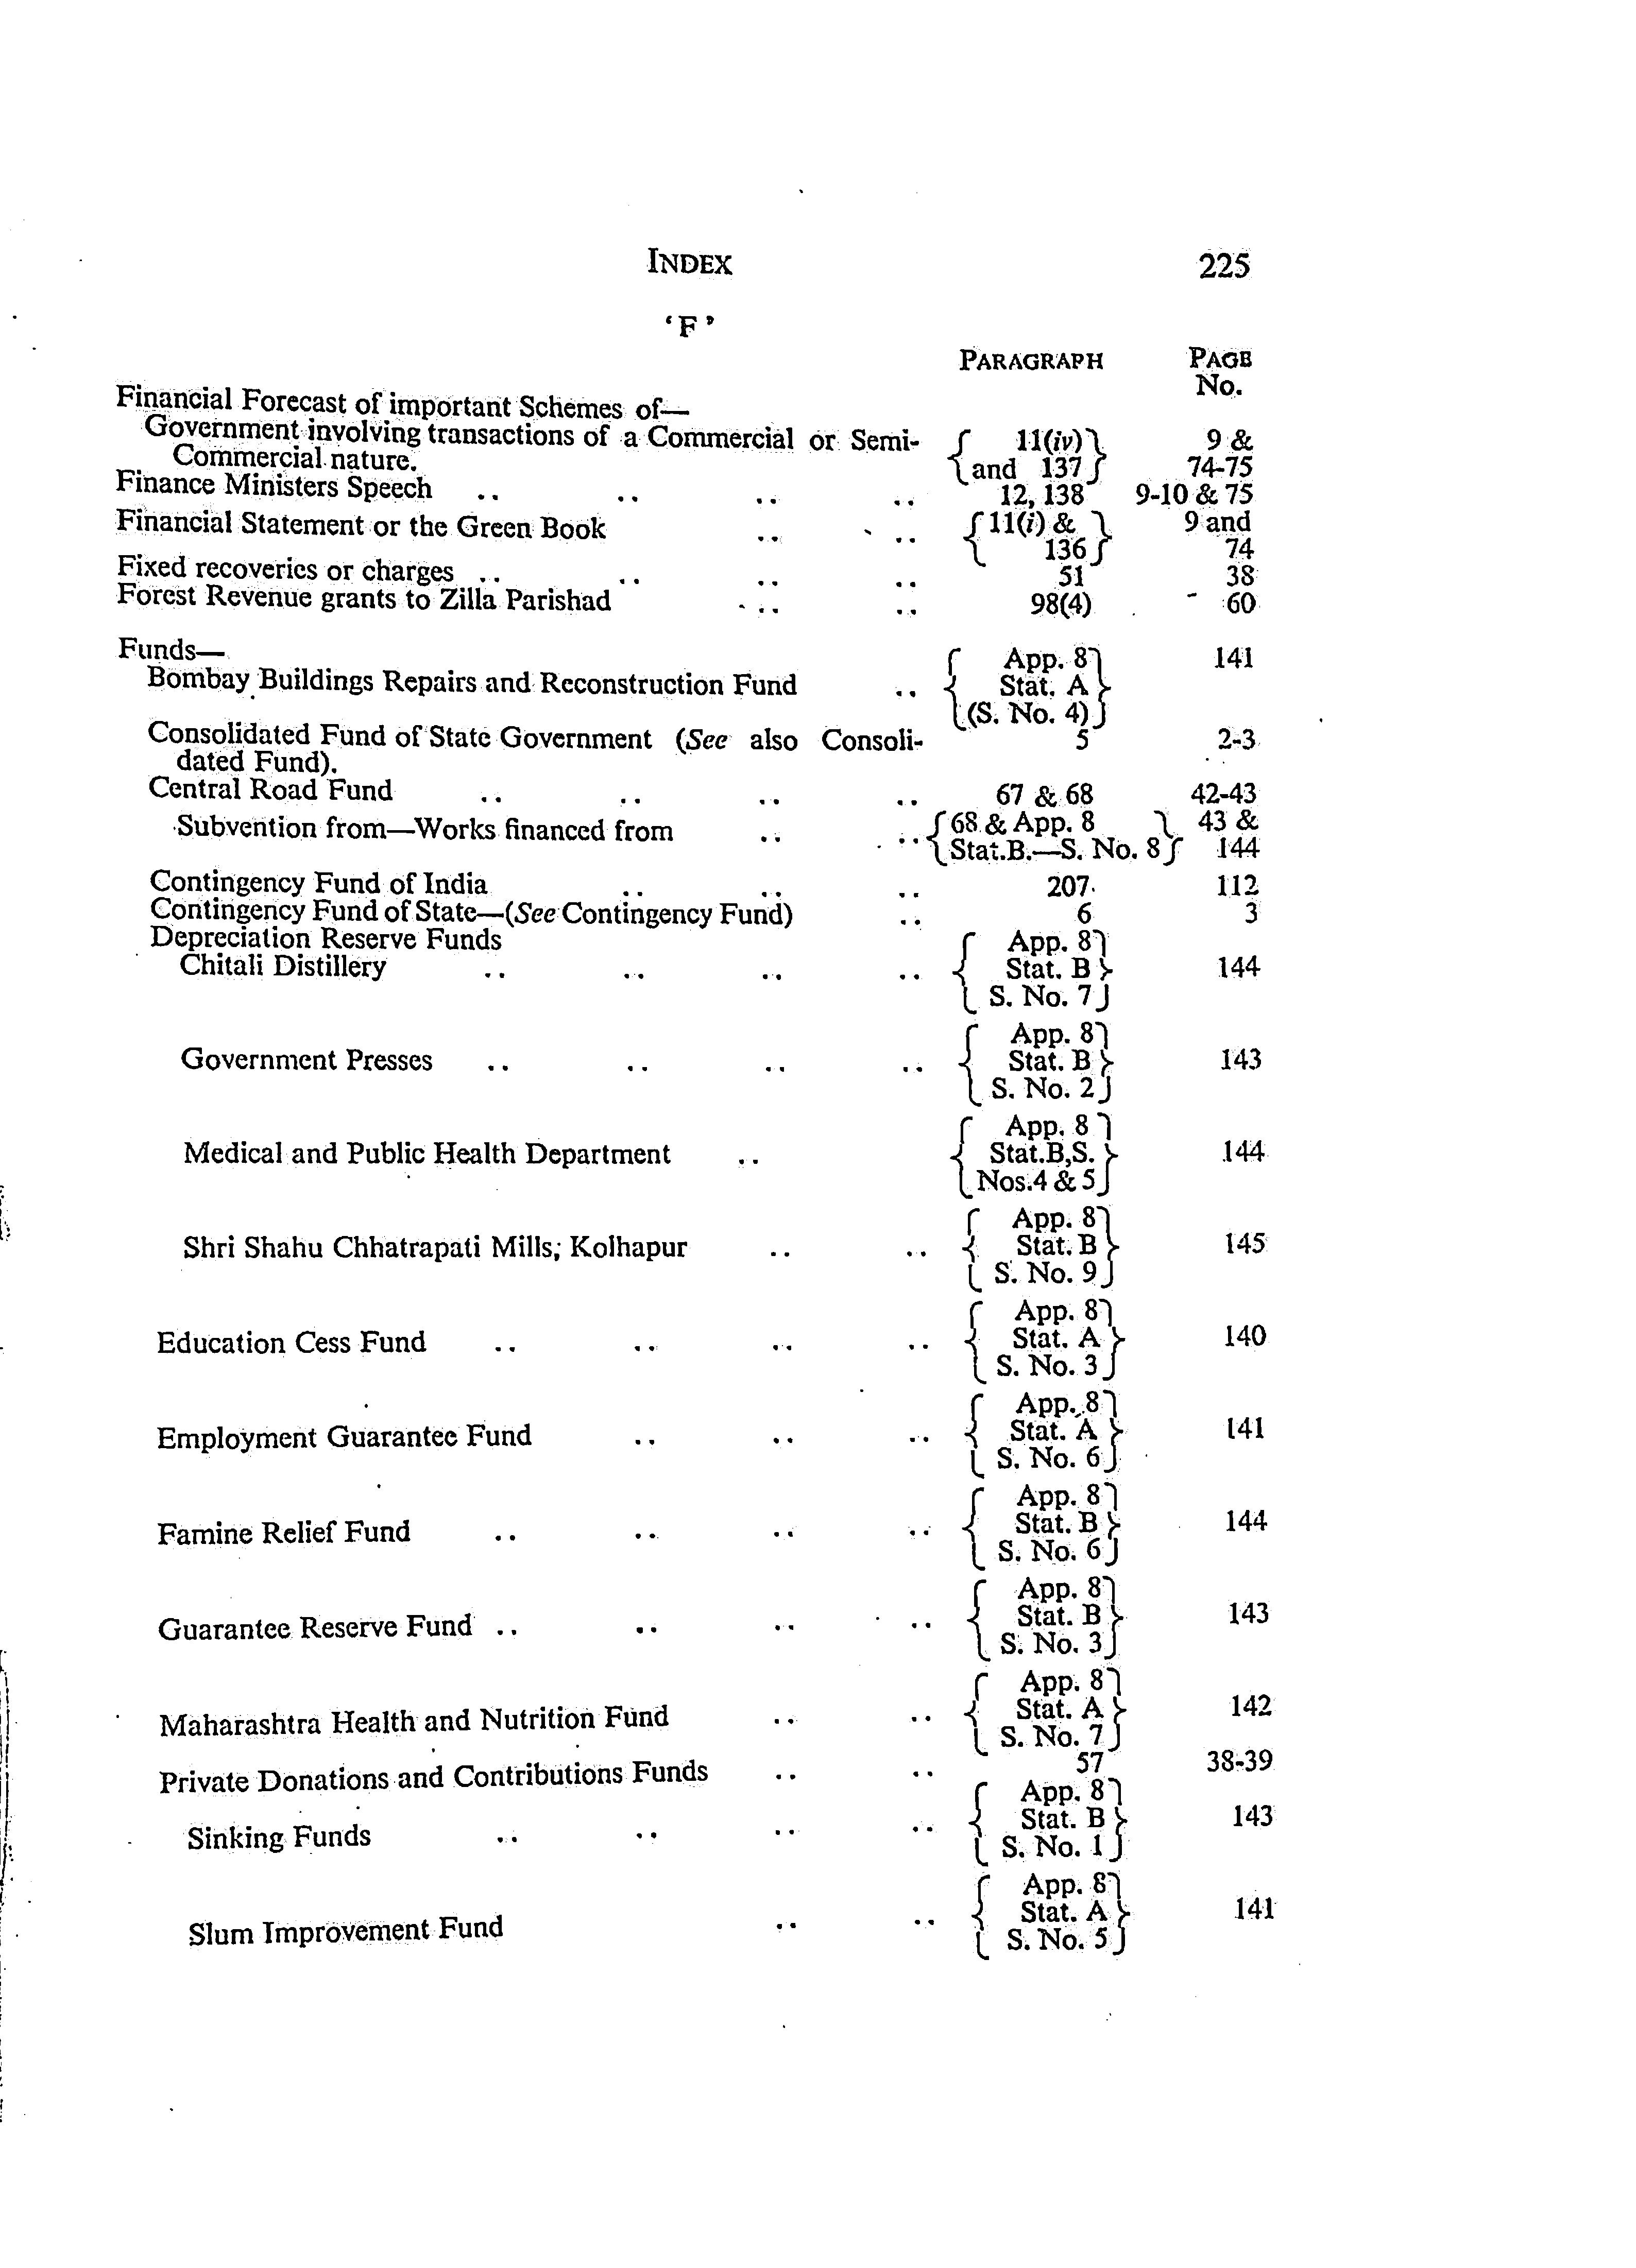 INDEX 225
‘F’
PARAGRAPH PAGE
No.
Financial Forecast of important Schemes of—
Government involving transactions of a Commercial or Semi- { 11(iv) } 9 &
Commercial nature. { and 137 } 74-75
Finance Ministers Speech .. .. .. .. 12, 138 9-10 & 75
Financial Statement or the Green Book .. .. { 11(i) & } 9 and
136 } 74
Fixed recoveries or charges .. .. .. .. 51 38
Forest Revenue grants to Zilla Parishad .. .. 98(4) 60
Funds—
App. 8 141
Bombay Buildings Repairs and Reconstruction Fund .. { Stat. A }
(S. No. 4)
Consolidated Fund of State Government (See also Consoli- 5 2-3
dated Fund).
Central Road Fund .. .. .. .. 67 & 68 42-43
Subvention from—Works financed from .. .. { 68 & App. 8 } 43 &
{ Stat.B.—S. No. 8 } 144
Contingency Fund of India .. .. .. 207 112
Contingency Fund of State—(See Contingency Fund) .. 6 3
Depreciation Reserve Funds App. 8
Chitali Distillery .. .. .. .. { Stat. B } 144
S. No. 7
App. 8
Government Presses .. .. .. .. { Stat. B } 143
S. No. 2
App. 8
Medical and Public Health Department .. { Stat.B,S. } 144
Nos.4 & 5
App. 8
Shri Shahu Chhatrapati Mills; Kolhapur .. .. { Stat. B } 145
S. No. 9
App. 8
Education Cess Fund .. .. .. .. { Stat. A } 140
S. No. 3
App. 8
Employment Guarantee Fund .. .. .. { Stat. A } 141
S. No. 6
App. 8
Famine Relief Fund .. .. .. .. { Stat. B } 144
S. No. 6
App. 8
Guarantee Reserve Fund .. .. .. .. { Stat. B } 143
S. No. 3
App. 8
Maharashtra Health and Nutrition Fund .. .. { Stat. A } 142
S. No. 7
Private Donations and Contributions Funds .. .. 57 38-39
App. 8
Sinking Funds .. .. .. .. { Stat. B } 143
S. No. 1
App. 8
Slum Improvement Fund .. .. { Stat. A } 141
S. No. 5